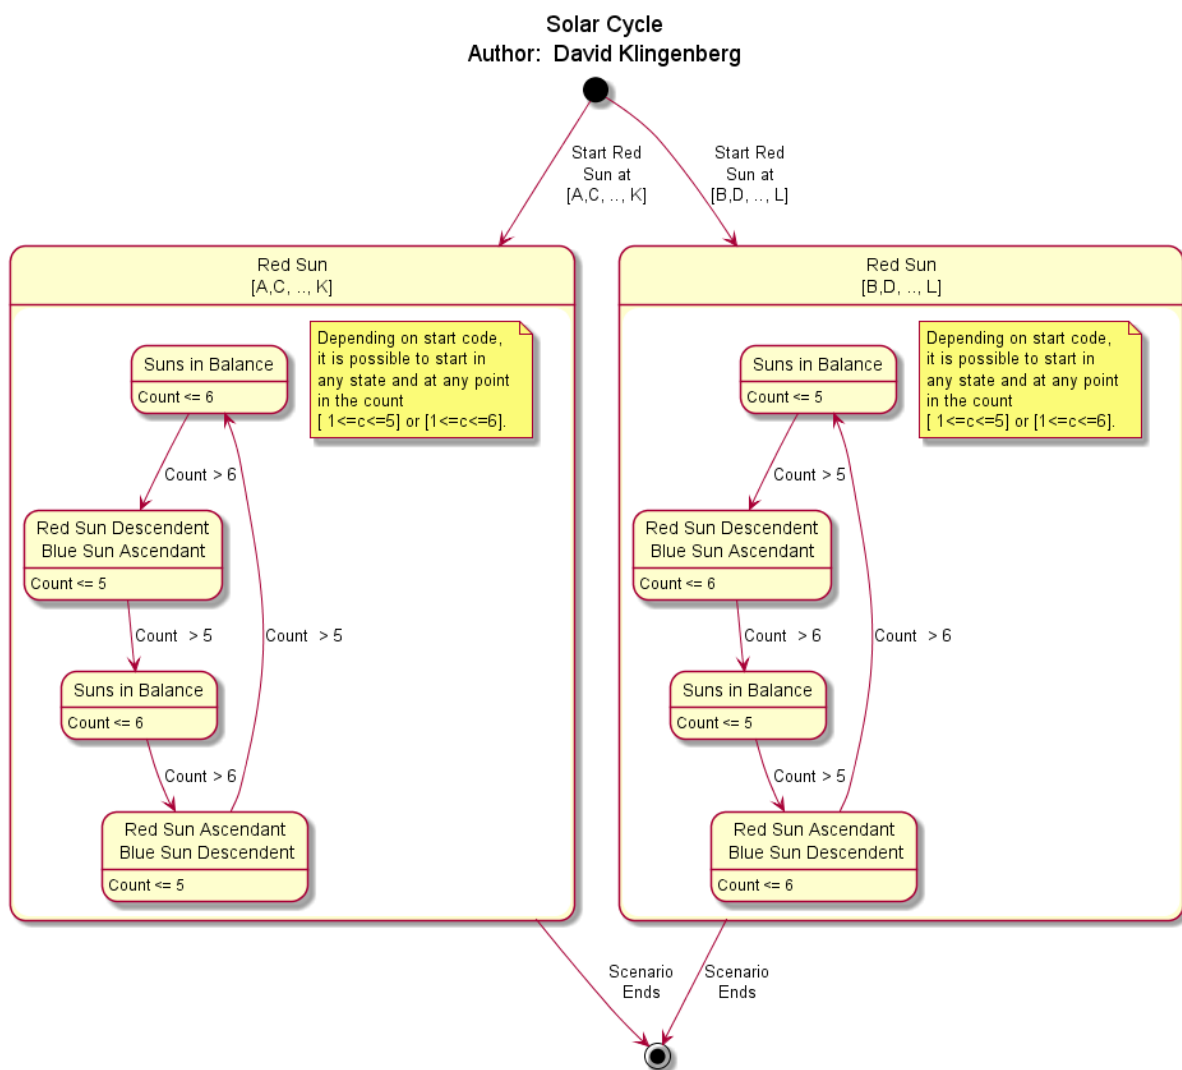 Solar Cycle
Author:  David Klingenberg
Start Red
Sun at
[A,C, .., K]
Start Red
Sun at
[B,D, .., L]
Red Sun
[A,C, .., K]
Depending on start code,
it is possible to start in
any state and at any point
in the count
[ 1<=c<=5] or [1<=c<=6].
Suns in Balance
Count <= 6
Count > 6
Red Sun Descendent
Blue Sun Ascendant
Count <= 5
Count  > 5
Count  > 5
Suns in Balance
Count <= 6
Count > 6
Red Sun Ascendant
Blue Sun Descendent
Count <= 5
Red Sun
[B,D, .., L]
Depending on start code,
it is possible to start in
any state and at any point
in the count
[ 1<=c<=5] or [1<=c<=6].
Suns in Balance
Count <= 5
Count > 5
Red Sun Descendent
Blue Sun Ascendant
Count <= 6
Count  > 6
Count  > 6
Suns in Balance
Count <= 5
Count > 5
Red Sun Ascendant
Blue Sun Descendent
Count <= 6
Scenario
Ends
Scenario
Ends